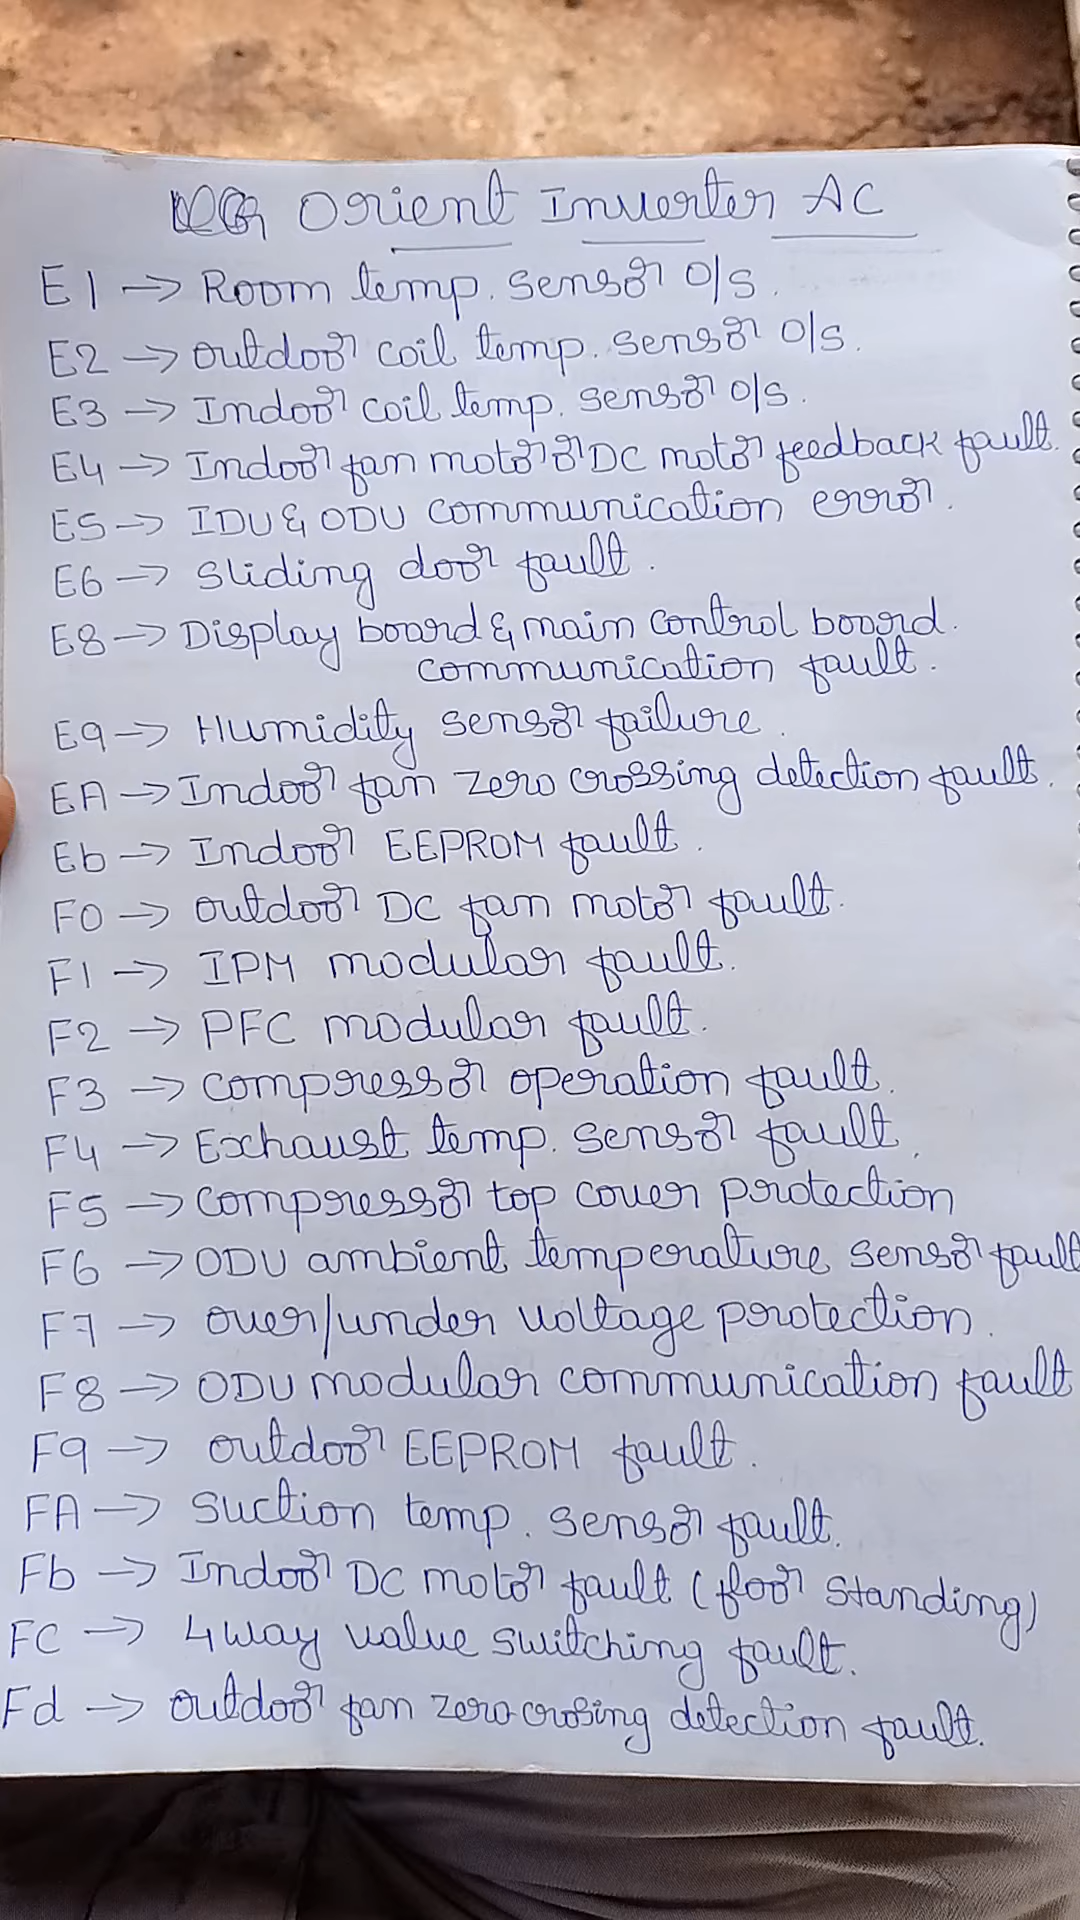 Orient Inverter AC
E1 → Room temp. sensor o/s.
E2 → outdoor coil temp. sensor o/s.
E3 → Indoor coil temp. sensor o/s.
E4 → Indoor fan motor or DC motor feedback fault.
E5 → IDU & ODU communication error.
E6 → sliding door fault.
E8 → Display board & main control board.
communication fault.
E9 → Humidity sensor failure.
EA → Indoor fan zero crossing detection fault.
Eb → Indoor EEPROM fault.
F0 → outdoor DC fan motor fault.
F1 → IPM modular fault.
F2 → PFC modular fault.
F3 → compressor operation fault.
F4 → Exhaust temp. sensor fault.
F5 → compressor top cover protection
F6 → ODU ambient temperature sensor fault
F7 → over/under voltage protection.
F8 → ODU modular communication fault
F9 → outdoor EEPROM fault.
FA → suction temp. sensor fault.
Fb → Indoor DC motor fault (floor standing)
FC → 4 way value switching fault.
Fd → outdoor fan zero crosing detection fault.